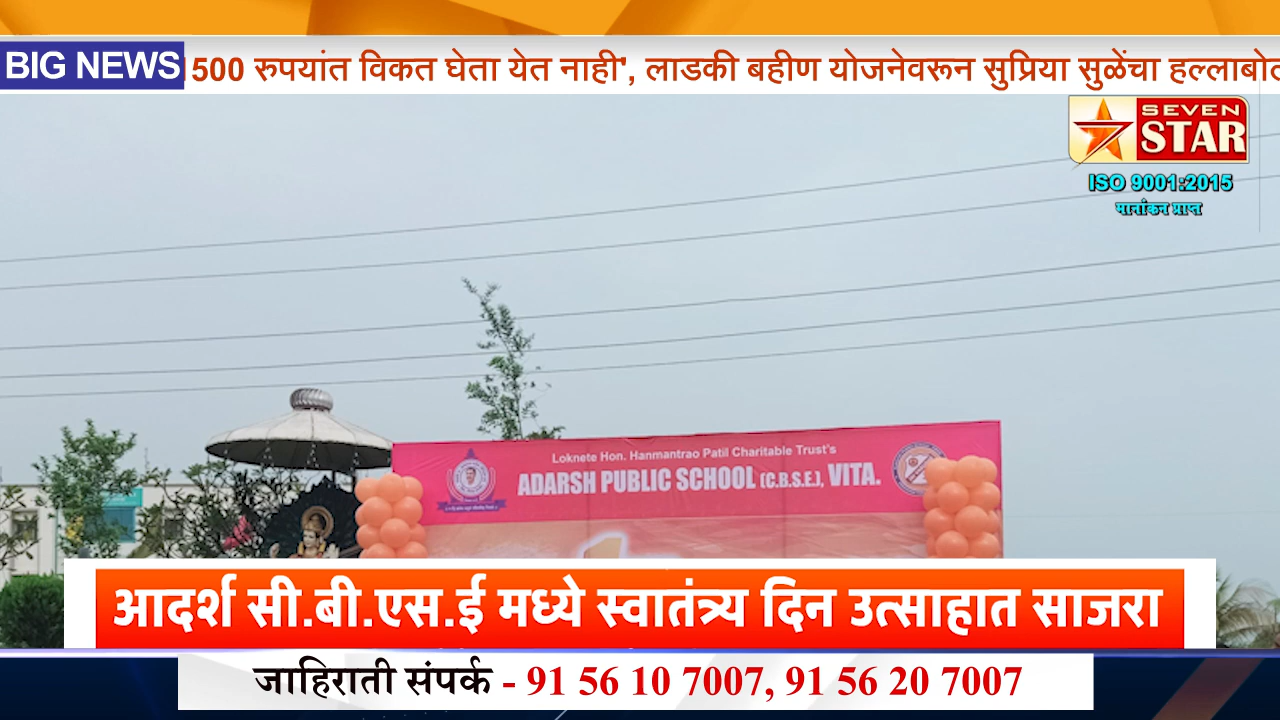 BIG NEWS
500 रुपयांत विकत घेता येत नाही', लाडकी बहीण योजनेवरून सुप्रिया सुळेंचा हल्लाबोल
SEVEN
STAR
ISO 9001:2015
मानांकन प्राप्त
Loknete Hon. Hanmantrao Patil Charitable Trust's
ADARSH PUBLIC SCHOOL (C.B.S.E.), VITA.
आदर्श सी.बी.एस.ई मध्ये स्वातंत्र्य दिन उत्साहात साजरा
जाहिराती संपर्क - 91 56 10 7007, 91 56 20 7007